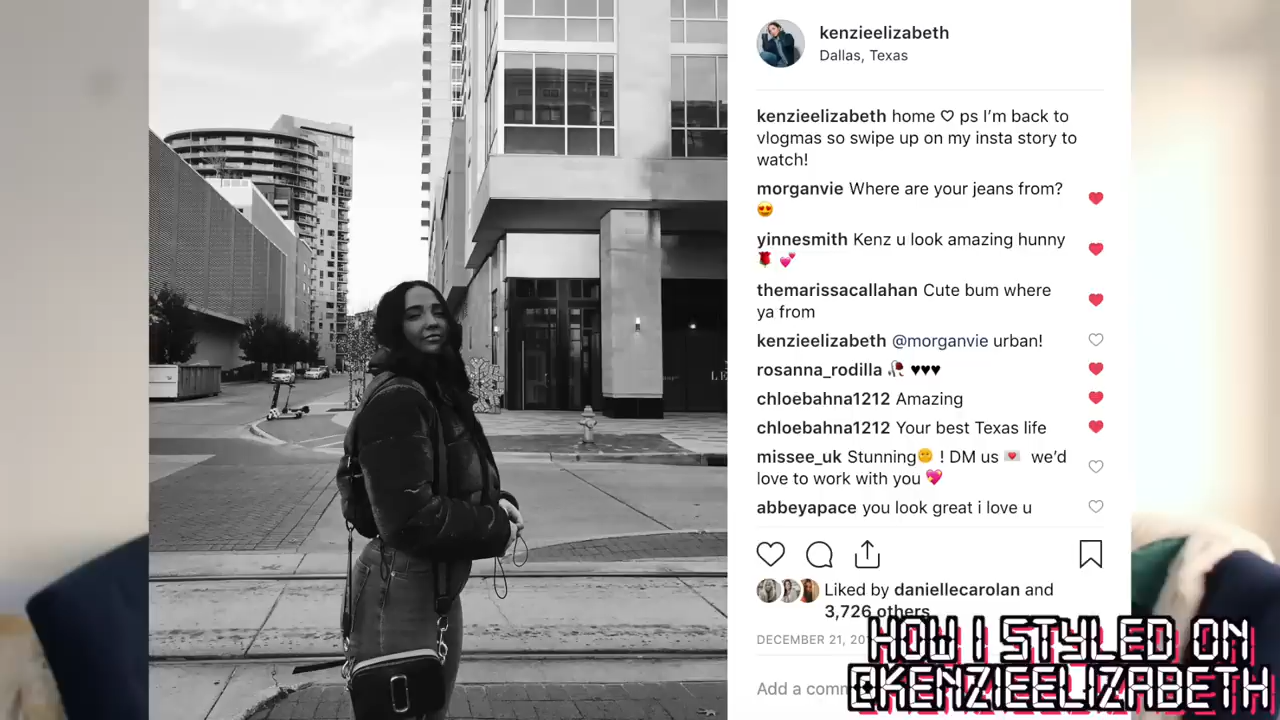 kenzieelizabeth
Dallas, Texas
kenzieelizabeth home ♡ ps I’m back to
vlogmas so swipe up on my insta story to
watch!
morganvie Where are your jeans from?
😍
yinnesmith Kenz u look amazing hunny
🌹 💕
themarissacallahan Cute bum where
ya from
kenzieelizabeth @morganvie urban!
rosanna_rodilla 🥀 ♥♥♥
chloebahna1212 Amazing
chloebahna1212 Your best Texas life
missee_uk Stunning🤫 ! DM us 💌 we’d
love to work with you 💖
abbeyapace you look great i love u
Liked by daniellecarolan and
3,726 others
DECEMBER 21,
Add a
HOW I STYLED ON
@KENZIEELIZABETH